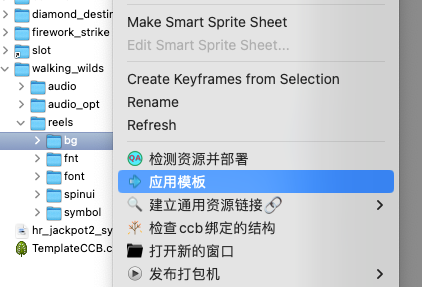 diamond_destin
firework_strike
slot
walking_wilds
audio
audio_opt
reels
bg
fnt
font
spinui
symbol
hr_jackpot2_sy
TemplateCCB.c
Make Smart Sprite Sheet
Edit Smart Sprite Sheet...
Create Keyframes from Selection
Rename
Refresh
QA 检测资源并部署
应用模板
建立通用资源链接🔗
检查ccb绑定的结构
打开新的窗口
发布打包机